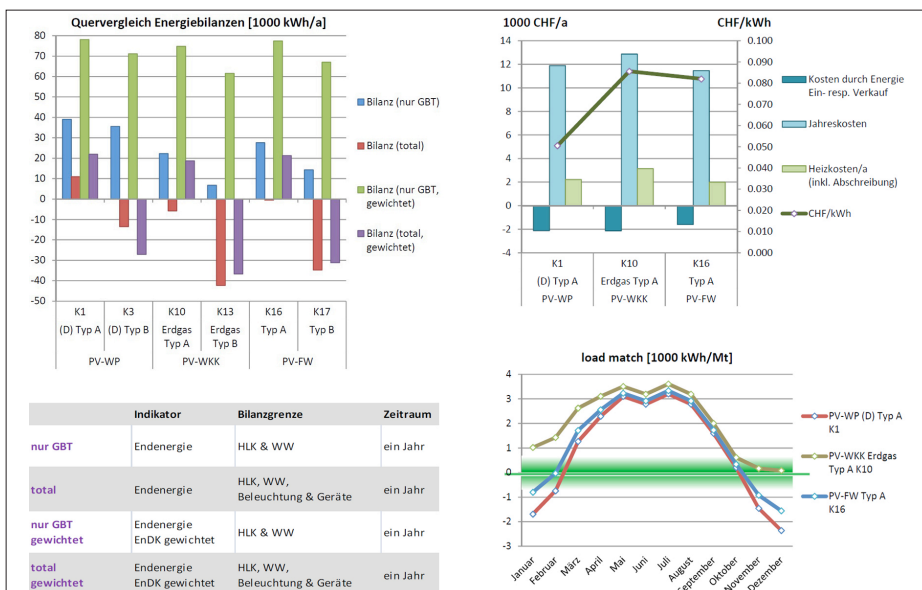 Quervergleich Energiebilanzen [1000 kWh/a]
80
70
60
50
40
30
20
10
0
-10
-20
-30
-40
-50
K1 K3 K10 K13 K16 K17
(D) Typ A (D) Typ B Erdgas Erdgas Typ A Typ B
Typ A Typ B
PV-WP PV-WKK PV-FW
Bilanz (nur GBT)
Bilanz (total)
Bilanz (nur GBT,
gewichtet)
Bilanz (total,
gewichtet)
1000 CHF/a CHF/kWh
14
12
10
8
6
4
2
0
-2
-4
0.100
0.090
0.080
0.070
0.060
0.050
0.040
0.030
0.020
0.010
0.000
K1 K10 K16
(D) Typ A Erdgas Typ A Typ A
PV-WP PV-WKK PV-FW
Kosten durch Energie
Ein- resp. Verkauf
Jahreskosten
Heizkosten/a
(inkl. Abschreibung)
CHF/kWh
Indikator Bilanzgrenze Zeitraum
nur GBT Endenergie HLK & WW ein Jahr
total Endenergie HLK, WW,
Beleuchtung & Geräte ein Jahr
nur GBT
gewichtet Endenergie
EnDK gewichtet HLK & WW ein Jahr
total
gewichtet Endenergie
EnDK gewichtet HLK, WW,
Beleuchtung & Geräte ein Jahr
load match [1000 kWh/Mt]
4
3
2
1
0
-1
-2
-3
Januar
Februar
März
April
Mai
Juni
Juli
August
September
Oktober
November
Dezember
PV-WP (D) Typ A
K1
PV-WKK Erdgas
Typ A K10
PV-FW Typ A
K16